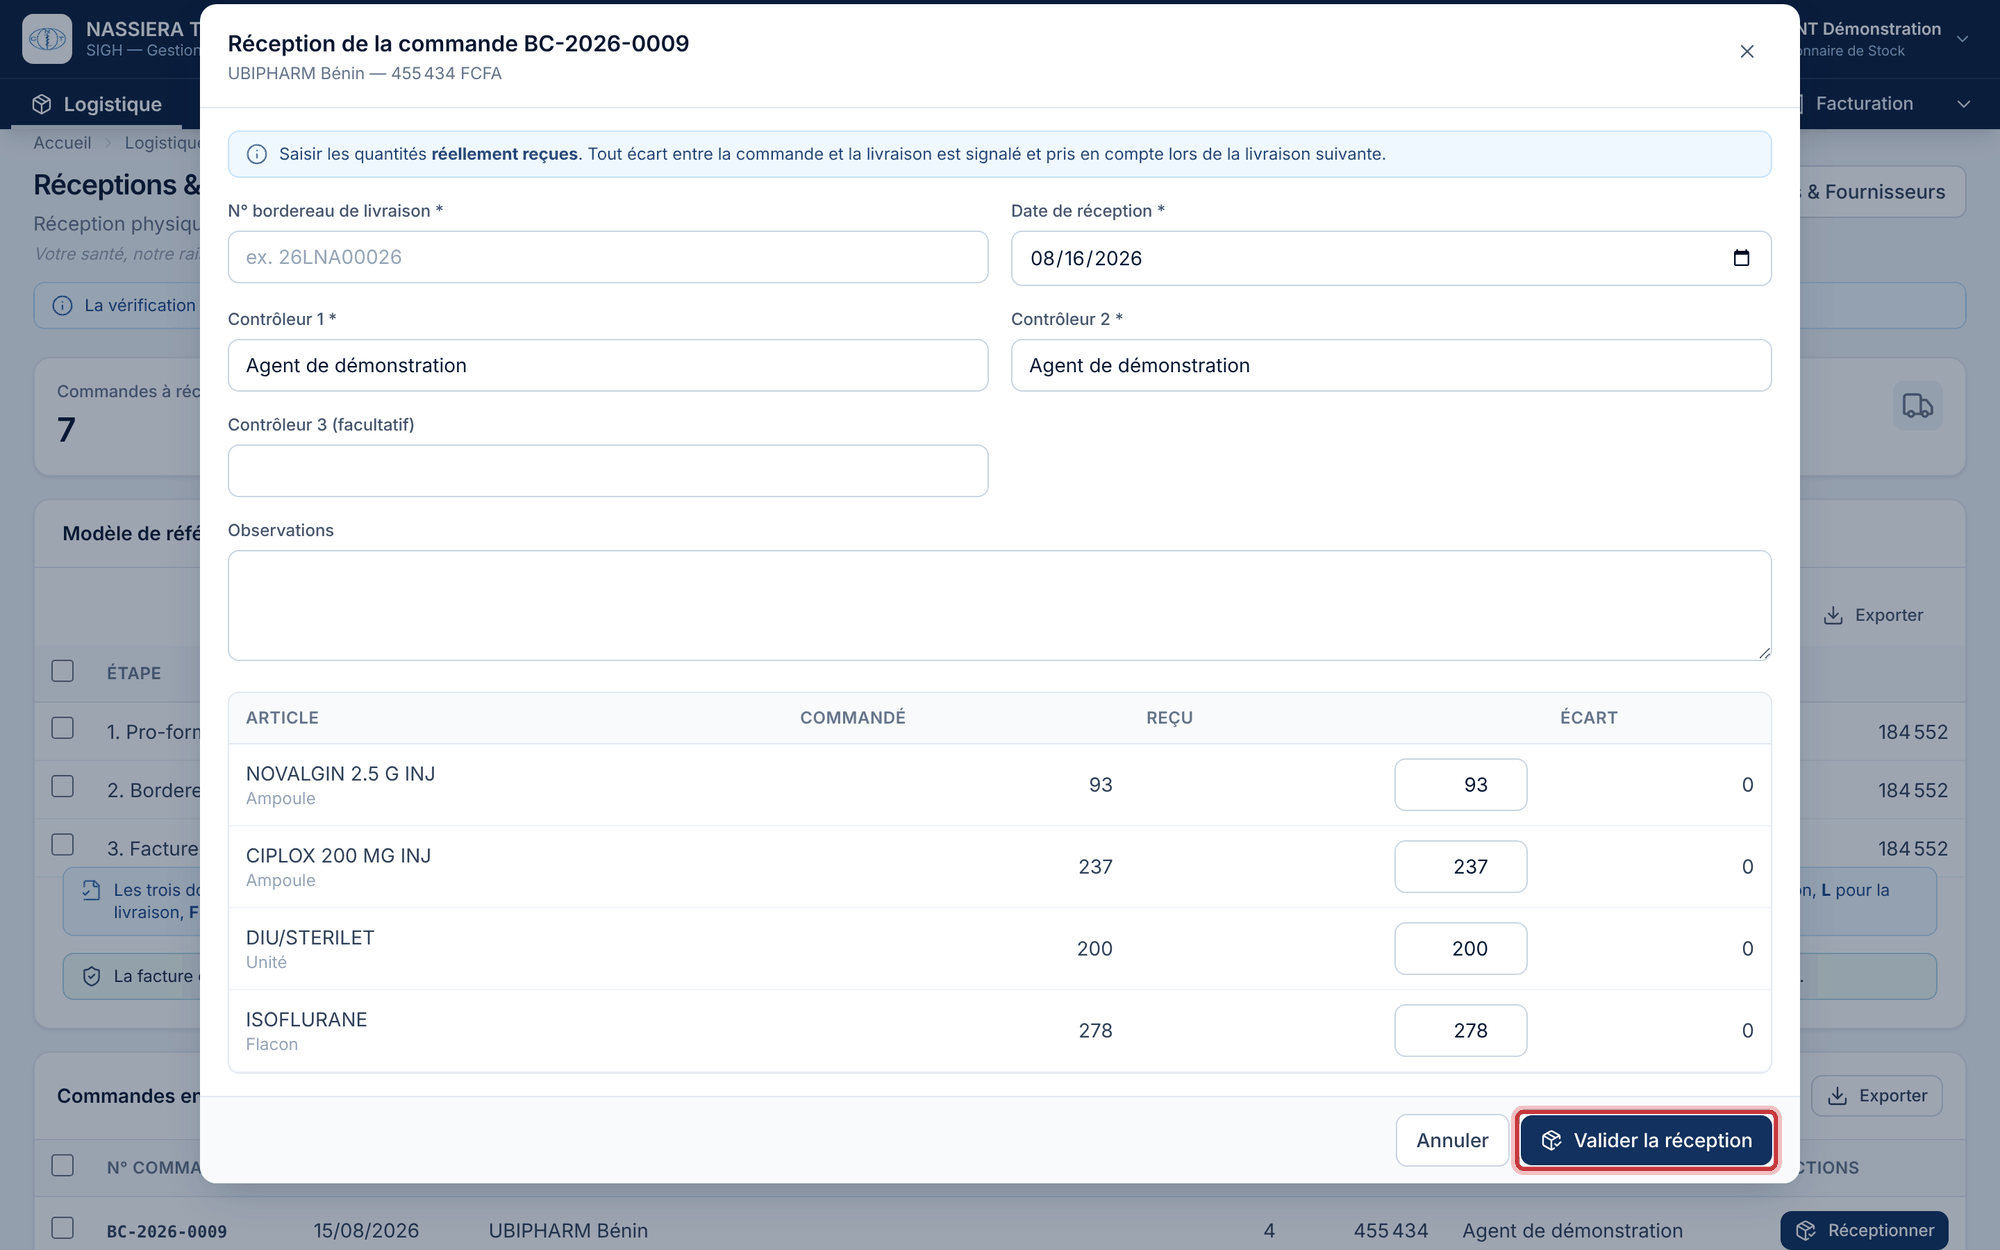 NASSIERA T
SIGH — Gestion
NT Démonstration
onnaire de Stock
Logistique
Facturation
Accueil
Logistique
Réceptions &
s & Fournisseurs
Réception physiqu
Votre santé, notre rai
La vérification
Commandes à réc
7
Modèle de réfé
Exporter
ÉTAPE
1. Pro-forn
184 552
2. Bordere
184 552
3. Facture
184 552
Les trois do
livraison, F
n, L pour la
La facture
Commandes en
Exporter
N° COMMA
CTIONS
BC-2026-0009
15/08/2026
UBIPHARM Bénin
4
455 434
Agent de démonstration
Réceptionner
Réception de la commande BC-2026-0009
UBIPHARM Bénin — 455 434 FCFA
Saisir les quantités réellement reçues. Tout écart entre la commande et la livraison est signalé et pris en compte lors de la livraison suivante.
N° bordereau de livraison *
Date de réception *
ex. 26LNA00026
08/16/2026
Contrôleur 1 *
Contrôleur 2 *
Agent de démonstration
Agent de démonstration
Contrôleur 3 (facultatif)
Observations
ARTICLE
COMMANDÉ
REÇU
ÉCART
NOVALGIN 2.5 G INJ
Ampoule
93
93
0
CIPLOX 200 MG INJ
Ampoule
237
237
0
DIU/STERILET
Unité
200
200
0
ISOFLURANE
Flacon
278
278
0
Annuler
Valider la réception